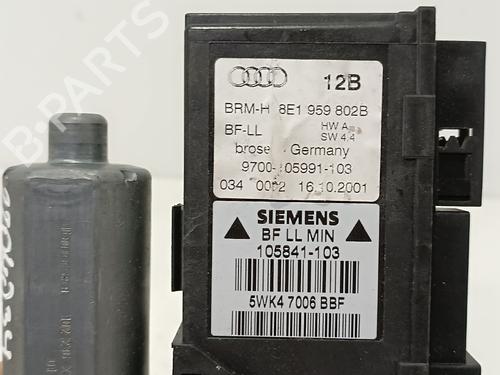 B-PARTS
12B
BRM-H 8E1 959 802B
BF-LL HW A
SW 4.4
brose Germany
9700-105991-103
034 16.10.2001
SIEMENS
BF LL MIN
105841-103
5WK4 7006 BBF